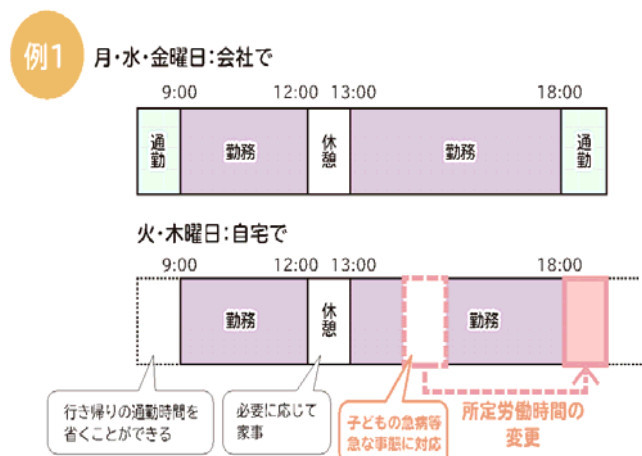 例1 月・水・金曜日:会社で
9:00 12:00 13:00 18:00
通勤 勤務 休憩 勤務 通勤
火・木曜日:自宅で
9:00 12:00 13:00 18:00
勤務 休憩 勤務
行き帰りの通勤時間を
省くことができる
必要に応じて
家事
子どもの急病等
急な事態に対応
所定労働時間の
変更